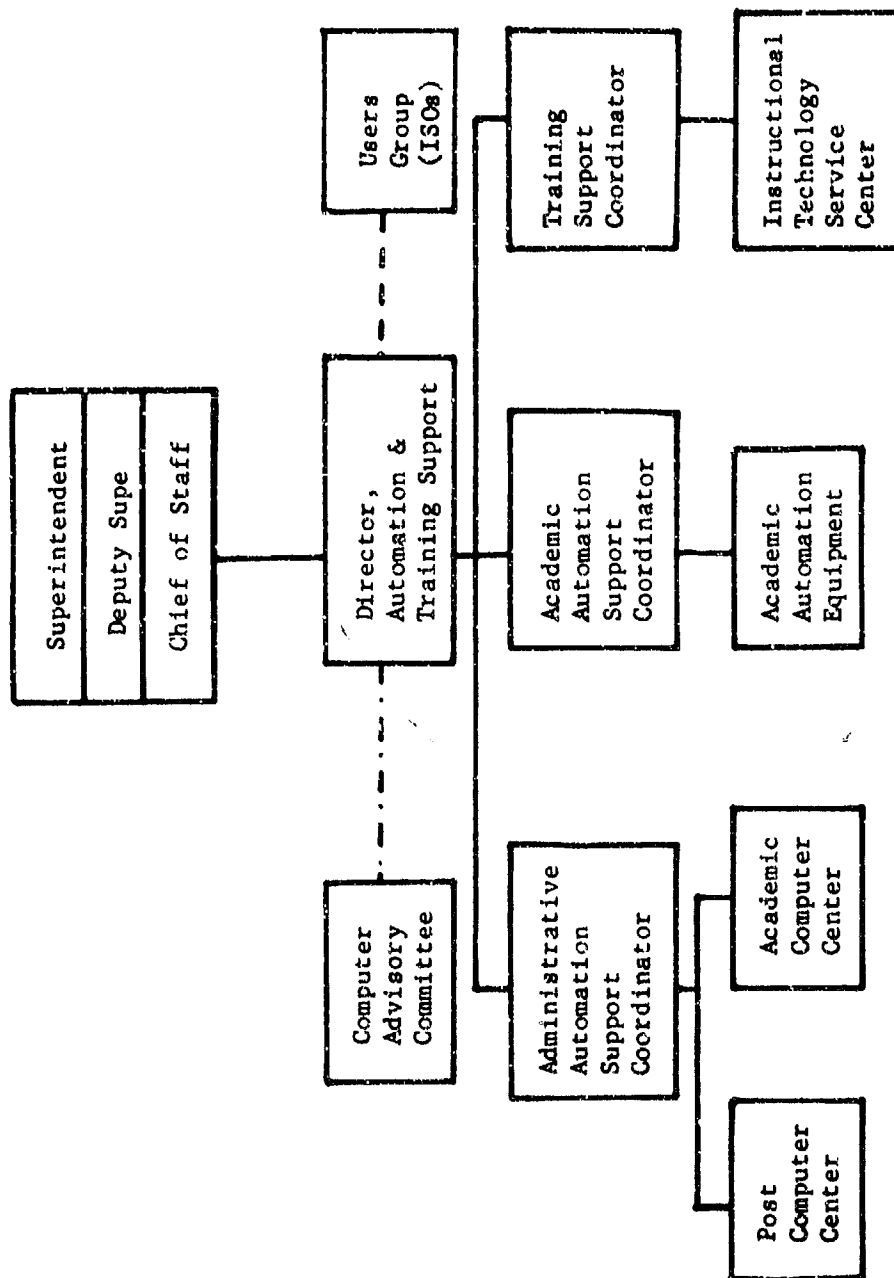 Superintendent
Deputy Supe
Chief of Staff
Computer
Advisory
Committee
Director,
Automation &
Training Support
Users
Group
(ISOs)
Administrative
Automation
Support
Coordinator
Academic
Automation
Support
Coordinator
Training
Support
Coordinator
Post
Computer
Center
Academic
Computer
Center
Academic
Automation
Equipment
Instructional
Technology
Service
Center